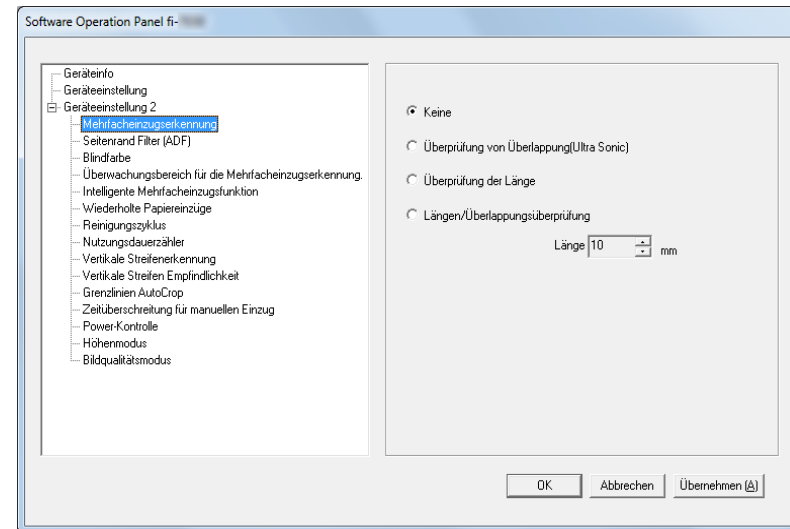 Software Operation Panel fi-
Geräteinfo
Geräteeinstellung
Geräteeinstellung 2
Mehrfacheinzugserkennung
Seitenrand Filter (ADF)
Blindfarbe
Überwachungsbereich für die Mehrfacheinzugserkennung.
Intelligente Mehrfacheinzugsfunktion
Wiederholte Papiereinzüge
Reinigungszyklus
Nutzungsdauerzähler
Vertikale Streifenerkennung
Vertikale Streifen Empfindlichkeit
Grenzlinien AutoCrop
Zeitüberschreitung für manuellen Einzug
Power-Kontrolle
Höhenmodus
Bildqualitätsmodus
Keine
Überprüfung von Überlappung(Ultra Sonic)
Überprüfung der Länge
Längen/Überlappungsüberprüfung
Länge 10 mm
OK Abbrechen Übernehmen (A)